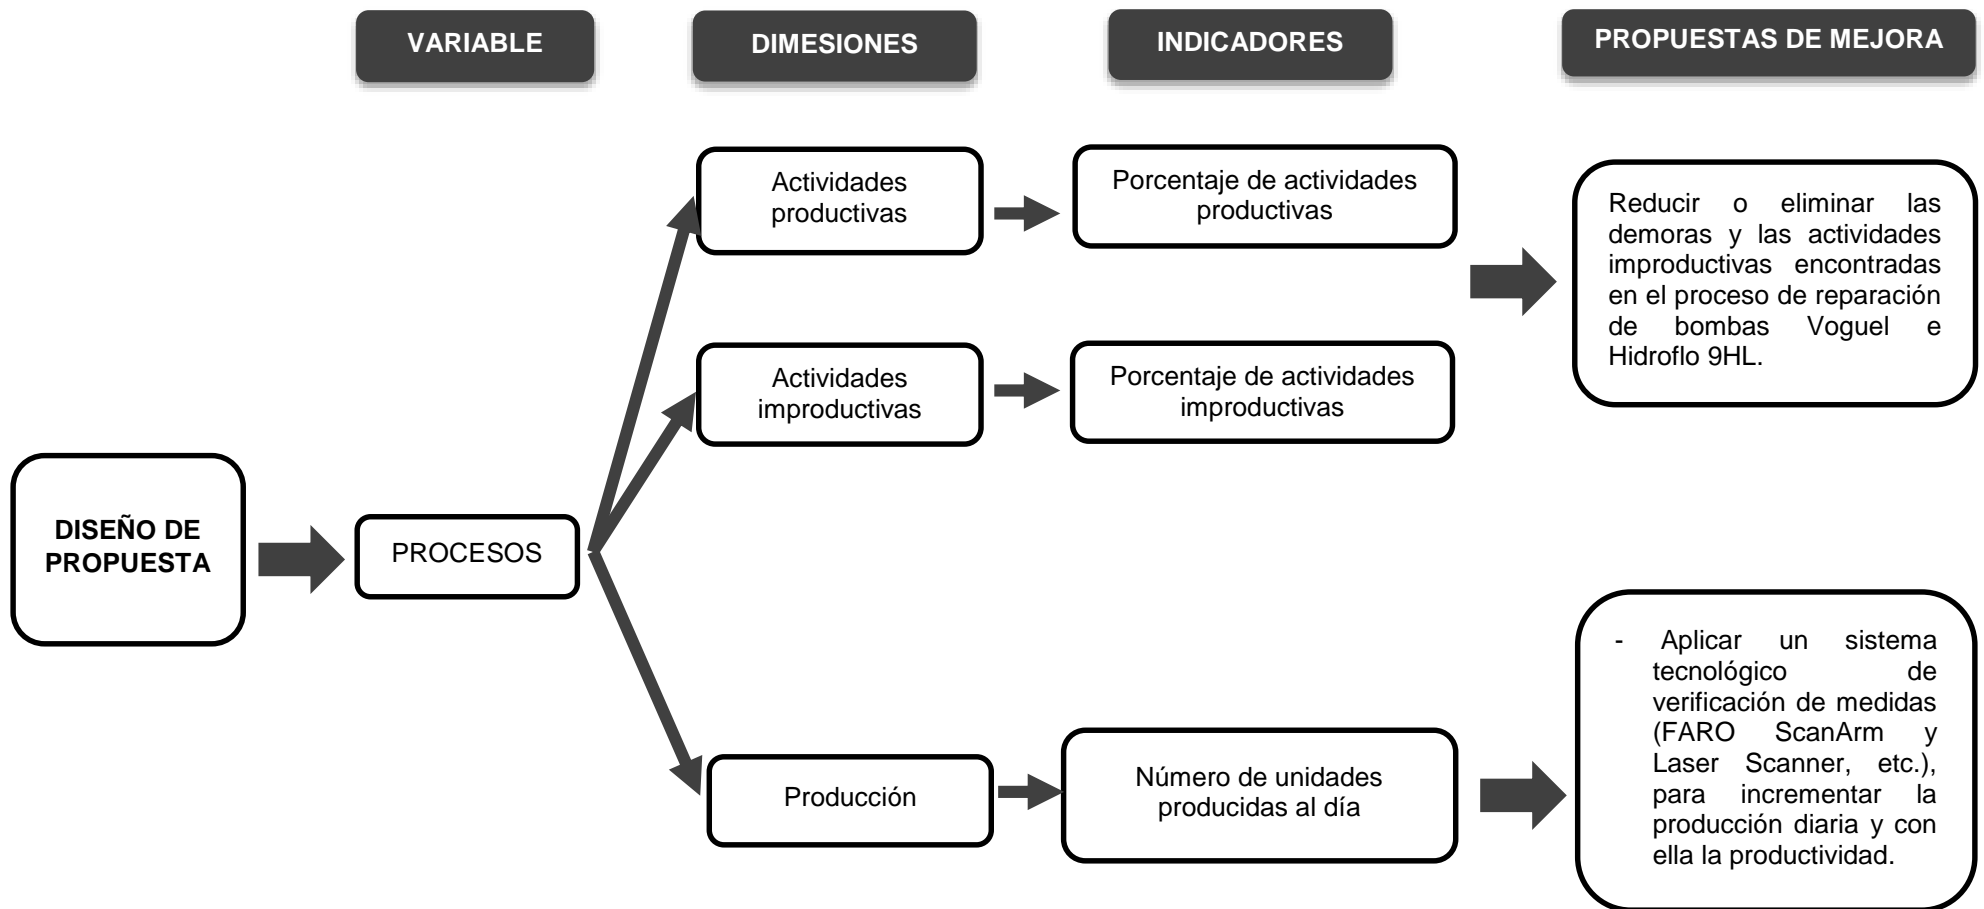 VARIABLE
DIMESIONES
INDICADORES
PROPUESTAS DE MEJORA
Actividades
productivas
Porcentaje de actividades
productivas
Reducir o eliminar las
demoras y las actividades
improductivas encontradas
en el proceso de reparación
de bombas Voguel e
Hidroflo 9HL.
Actividades
improductivas
Porcentaje de actividades
improductivas
DISEÑO DE
PROPUESTA
PROCESOS
Producción
Número de unidades
producidas al día
- Aplicar un sistema
tecnológico de
verificación de medidas
(FARO ScanArm y
Laser Scanner, etc.),
para incrementar la
producción diaria y con
ella la productividad.